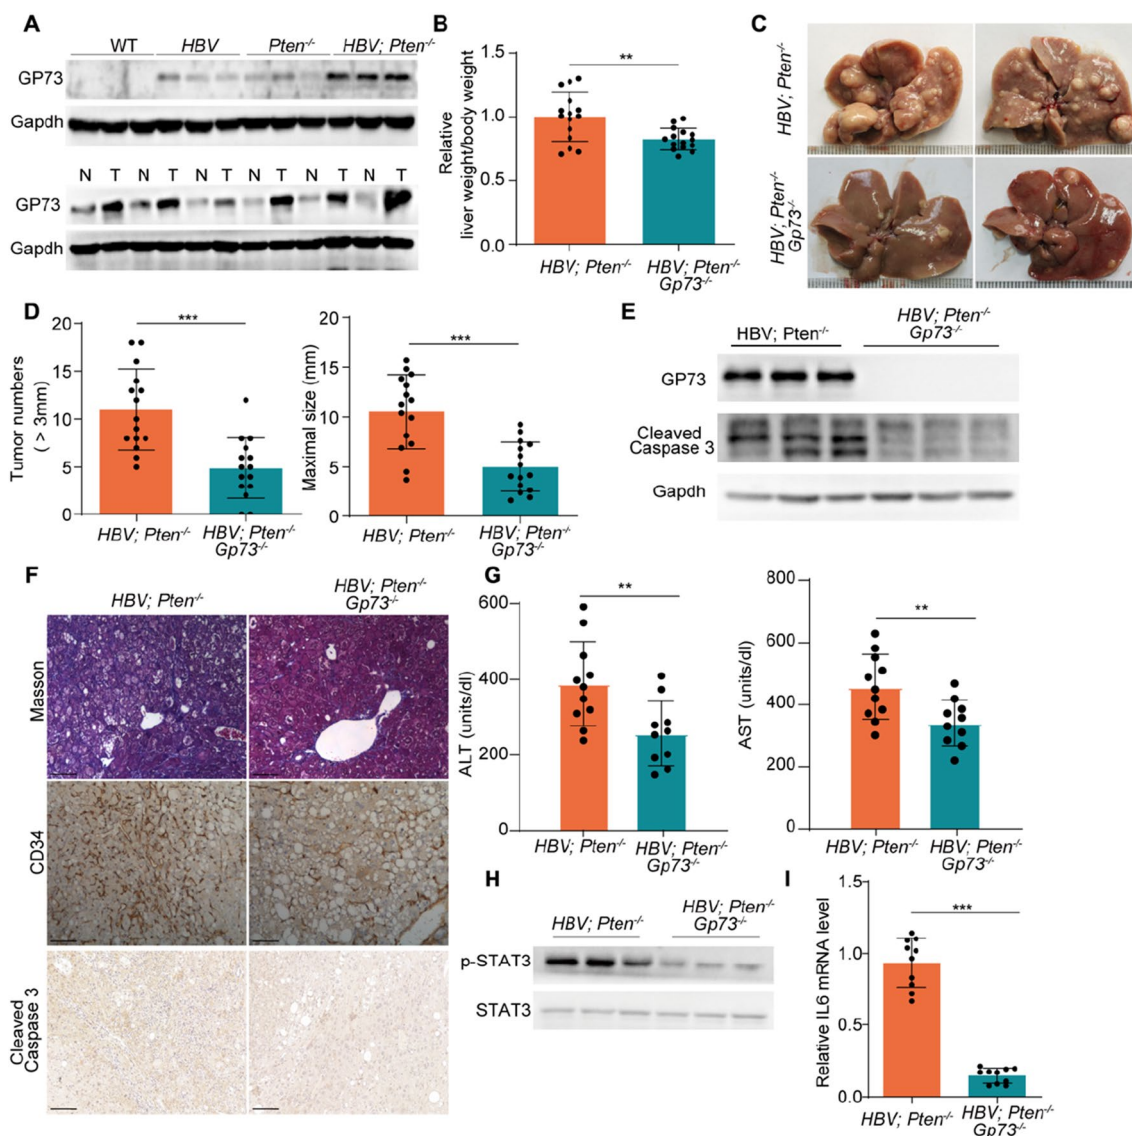 A
WT HBV Pten-/- HBV; Pten-/-
GP73
Gapdh
N T N T N T N T N T N T
GP73
Gapdh
B
Relative
liver weight/body weight
1.5
1.0
0.5
0.0
**
HBV; Pten-/- HBV; Pten-/-
Gp73-/-
C
HBV; Pten-/-
HBV; Pten-/-
Gp73-/-
D
Tumor numbers
( > 3mm)
20
15
10
5
0
***
HBV; Pten-/- HBV; Pten-/-
Gp73-/-
Maximal size (mm)
20
15
10
5
0
***
HBV; Pten-/- HBV; Pten-/-
Gp73-/-
E
HBV; Pten-/- HBV; Pten-/-
Gp73-/-
GP73
Cleaved
Caspase 3
Gapdh
F
HBV; Pten-/- HBV; Pten-/-
Gp73-/-
Masson
CD34
Cleaved
Caspase 3
G
ALT (units/dl)
600
400
200
0
**
HBV; Pten-/- HBV; Pten-/-
Gp73-/-
AST (units/dl)
800
600
400
200
0
**
HBV; Pten-/- HBV; Pten-/-
Gp73-/-
H
HBV; Pten-/- HBV; Pten-/-
Gp73-/-
p-STAT3
STAT3
I
Relative IL6 mRNA level
1.5
1.0
0.5
0.0
***
HBV; Pten-/- HBV; Pten-/-
Gp73-/-